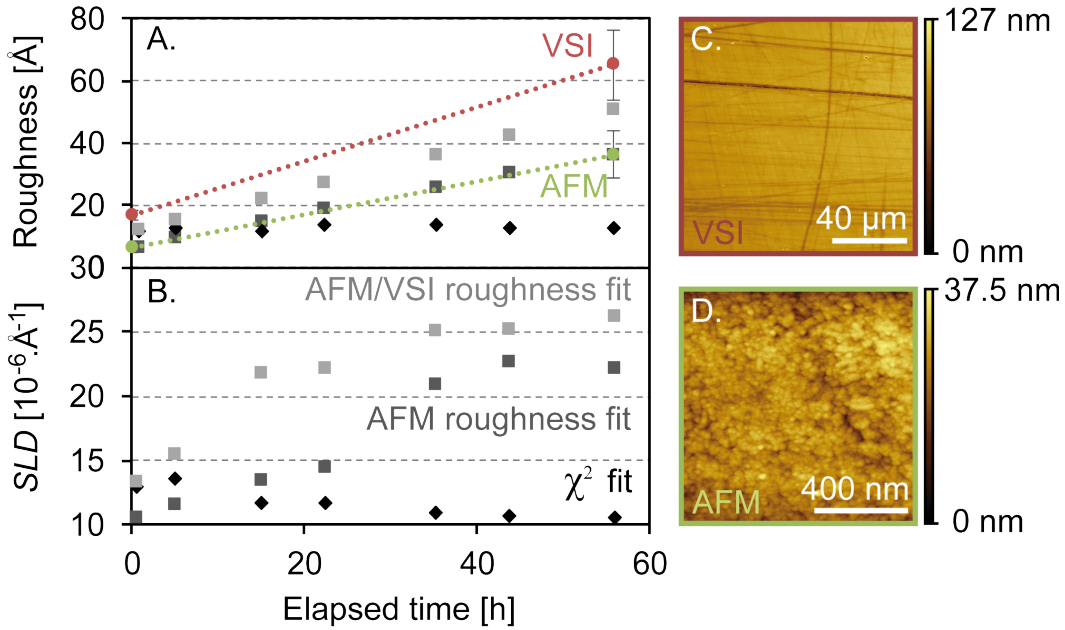 A.
Roughness [Å]
80
60
40
20
30
VSI
AFM
B.
SLD [10⁻⁶.Å⁻¹]
25
20
15
10
AFM/VSI roughness fit
AFM roughness fit
χ² fit
0 20 40 60
Elapsed time [h]
C.
VSI
40 µm
127 nm
0 nm
D.
AFM
400 nm
37.5 nm
0 nm